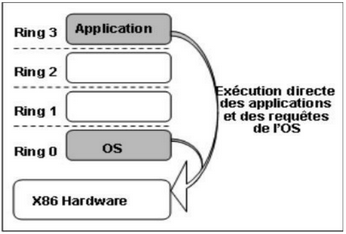 Ring 3
Application
Ring 2
Ring 1
Ring 0
OS
X86 Hardware
Exécution directe
des applications
et des requêtes
de l'OS